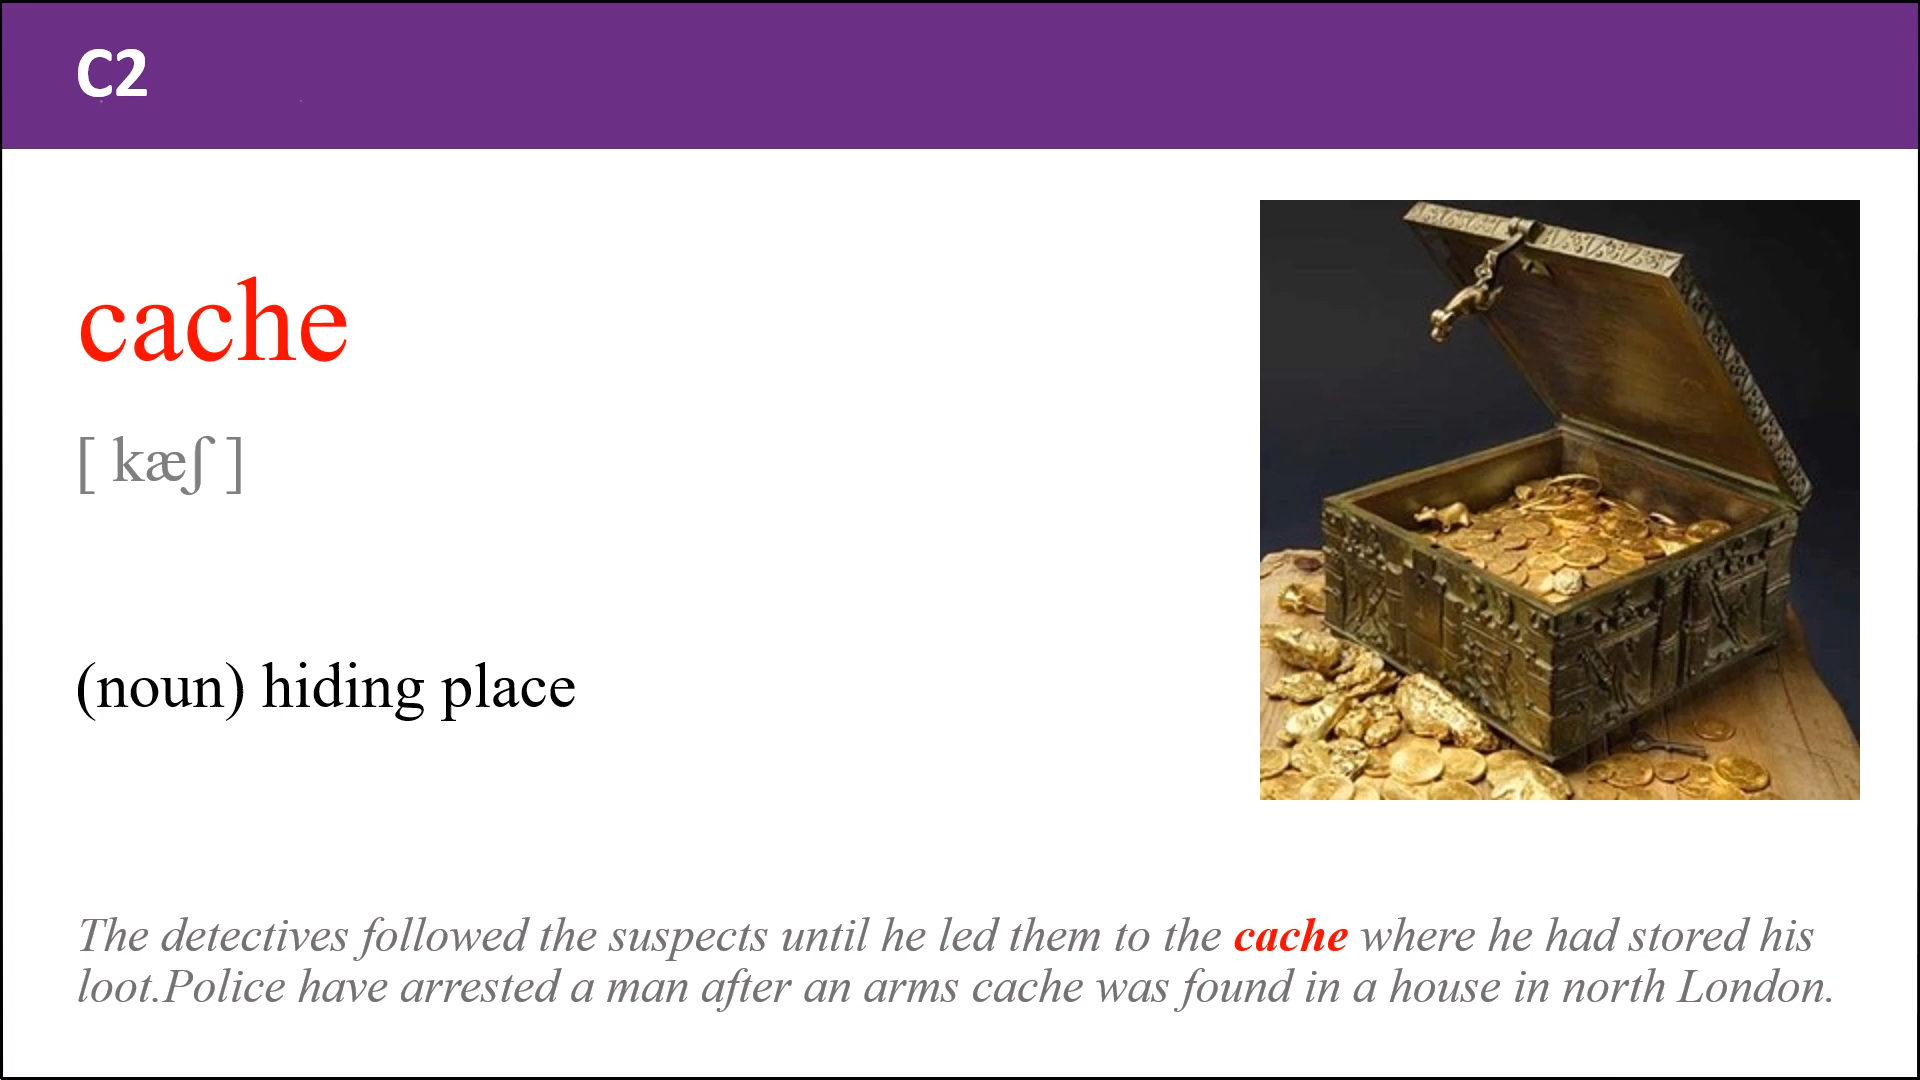 C2
cache
[ kæʃ ]
(noun) hiding place
The detectives followed the suspects until he led them to the cache where he had stored his
loot.Police have arrested a man after an arms cache was found in a house in north London.